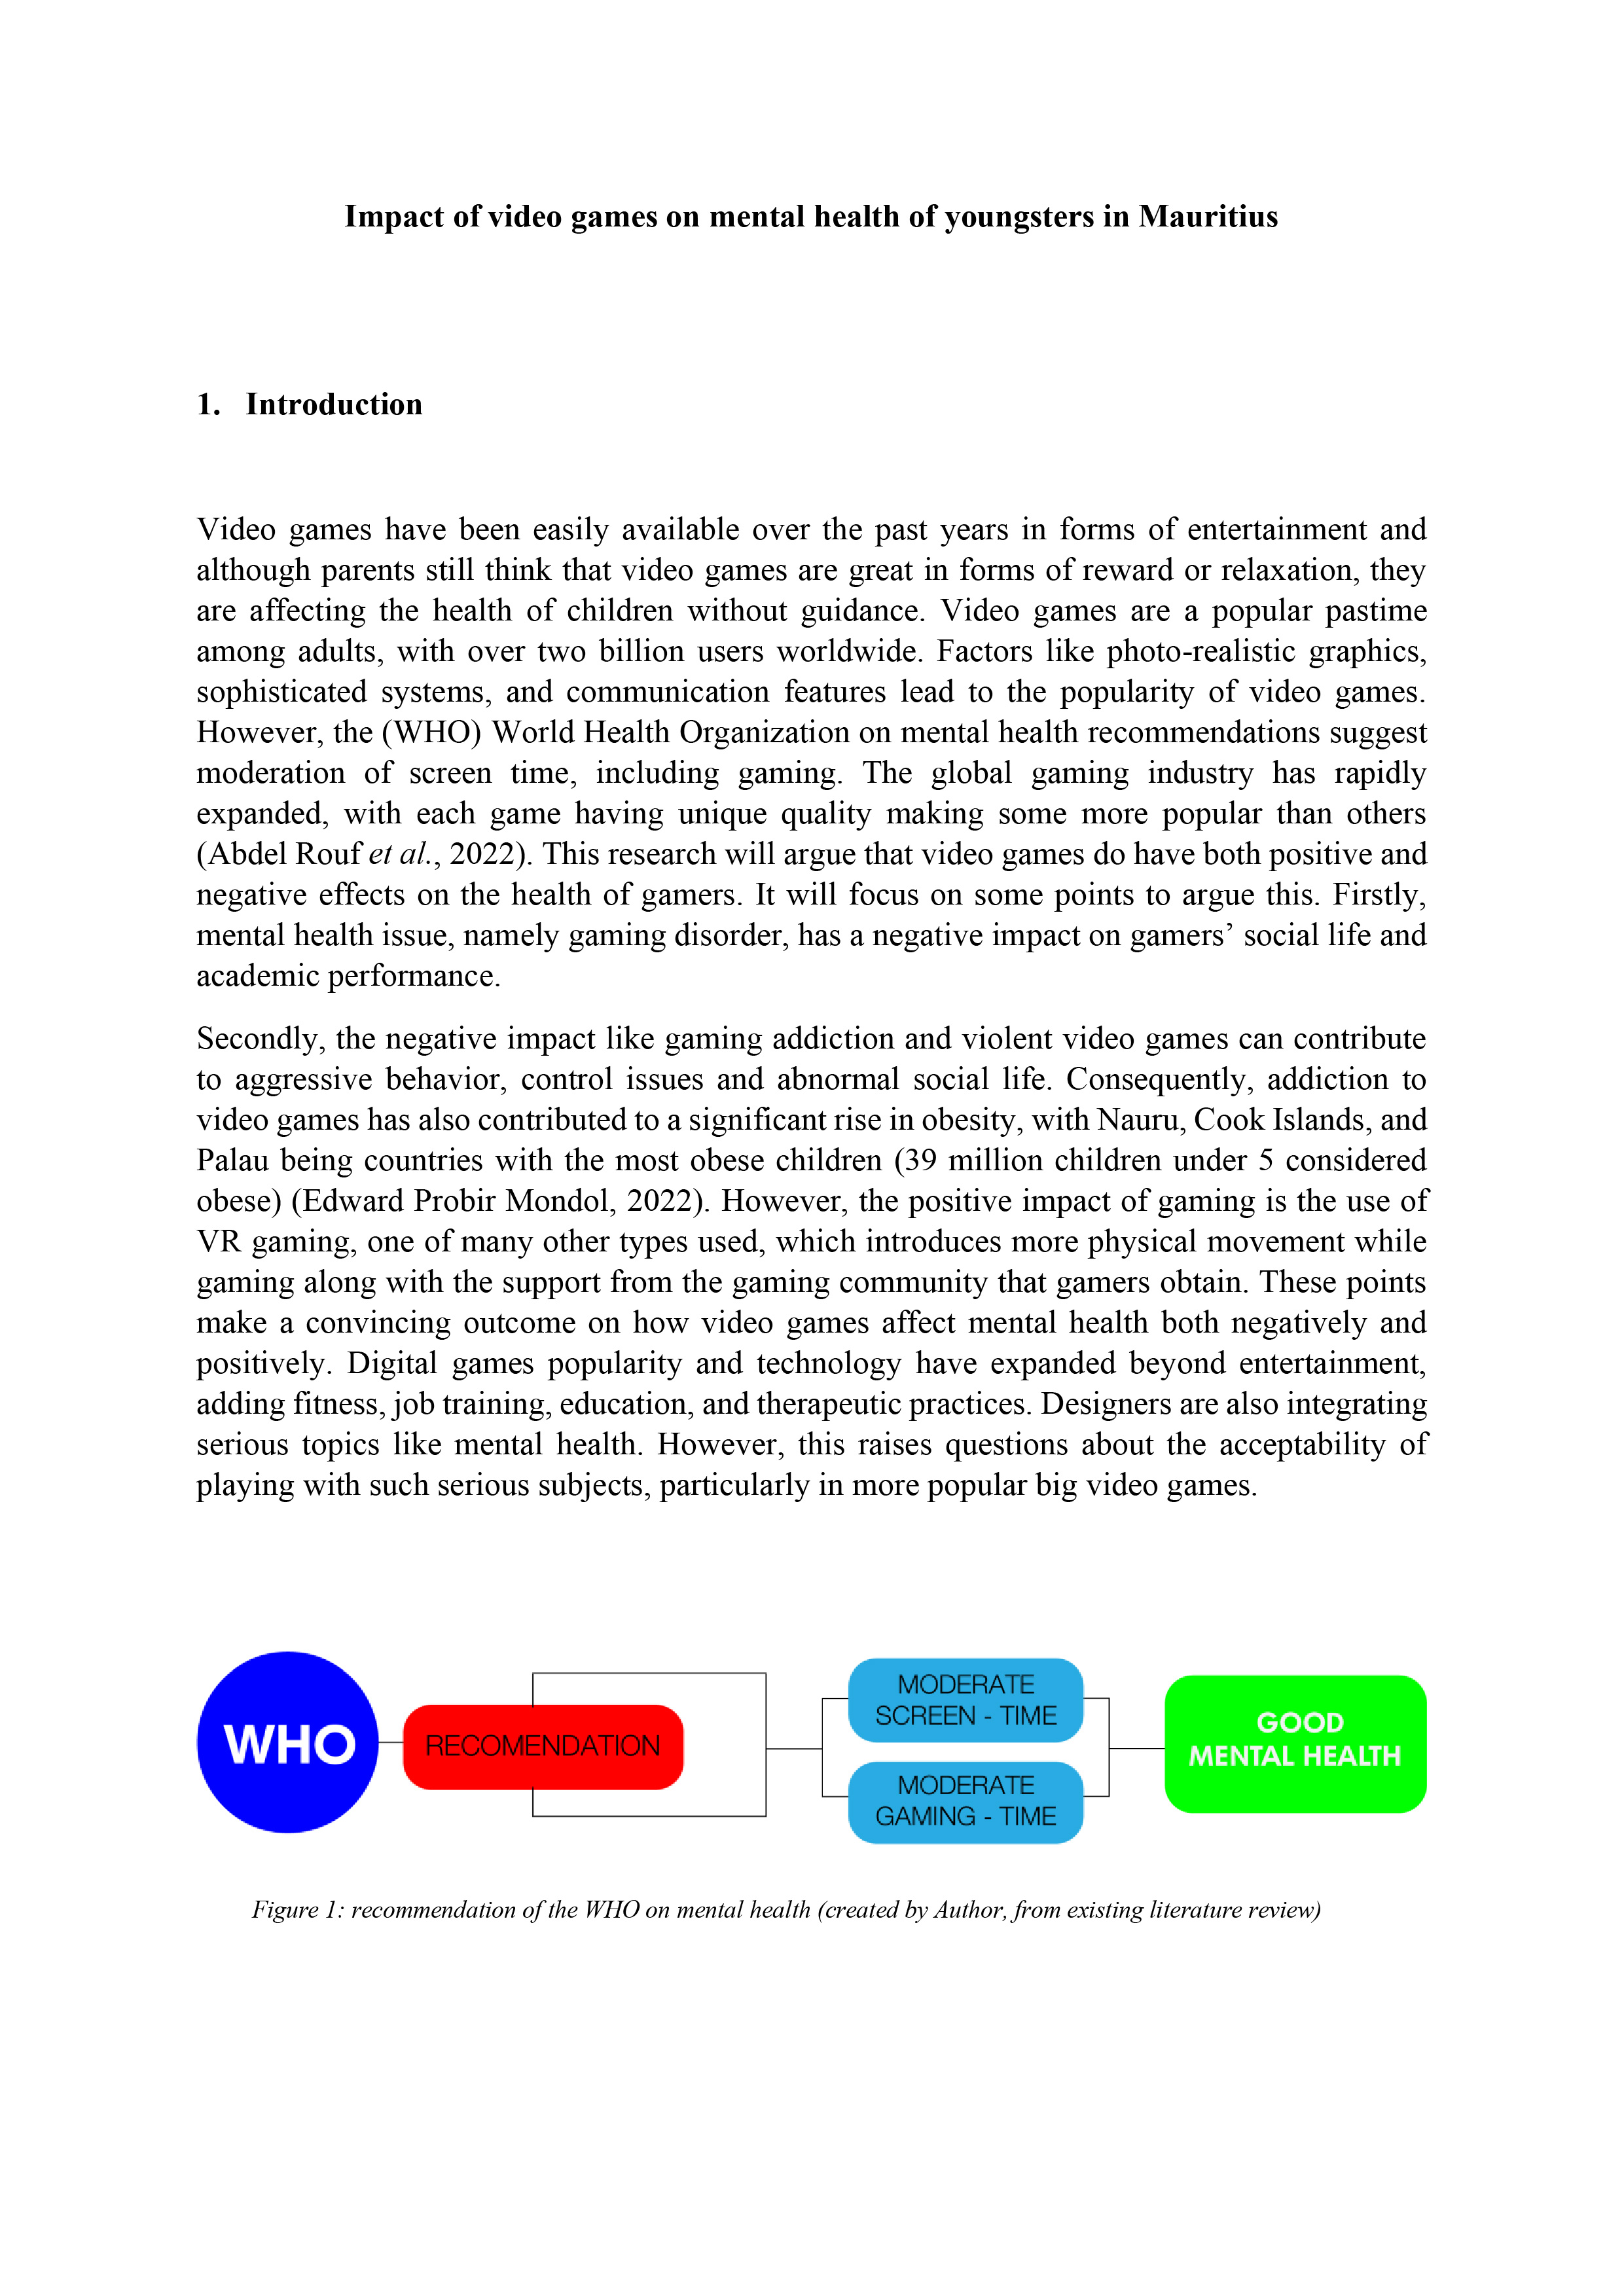 Impact of video games on mental health of youngsters in Mauritius
1. Introduction
Video games have been easily available over the past years in forms of entertainment and
although parents still think that video games are great in forms of reward or relaxation, they
are affecting the health of children without guidance. Video games are a popular pastime
among adults, with over two billion users worldwide. Factors like photo-realistic graphics,
sophisticated systems, and communication features lead to the popularity of video games.
However, the (WHO) World Health Organization on mental health recommendations suggest
moderation of screen time, including gaming. The global gaming industry has rapidly
expanded, with each game having unique quality making some more popular than others
(Abdel Rouf et al., 2022). This research will argue that video games do have both positive and
negative effects on the health of gamers. It will focus on some points to argue this. Firstly,
mental health issue, namely gaming disorder, has a negative impact on gamers’ social life and
academic performance.
Secondly, the negative impact like gaming addiction and violent video games can contribute
to aggressive behavior, control issues and abnormal social life. Consequently, addiction to
video games has also contributed to a significant rise in obesity, with Nauru, Cook Islands, and
Palau being countries with the most obese children (39 million children under 5 considered
obese) (Edward Probir Mondol, 2022). However, the positive impact of gaming is the use of
VR gaming, one of many other types used, which introduces more physical movement while
gaming along with the support from the gaming community that gamers obtain. These points
make a convincing outcome on how video games affect mental health both negatively and
positively. Digital games popularity and technology have expanded beyond entertainment,
adding fitness, job training, education, and therapeutic practices. Designers are also integrating
serious topics like mental health. However, this raises questions about the acceptability of
playing with such serious subjects, particularly in more popular big video games.
WHO
RECOMENDATION
MODERATE
SCREEN - TIME
MODERATE
GAMING - TIME
GOOD
MENTAL HEALTH
Figure 1: recommendation of the WHO on mental health (created by Author, from existing literature review)